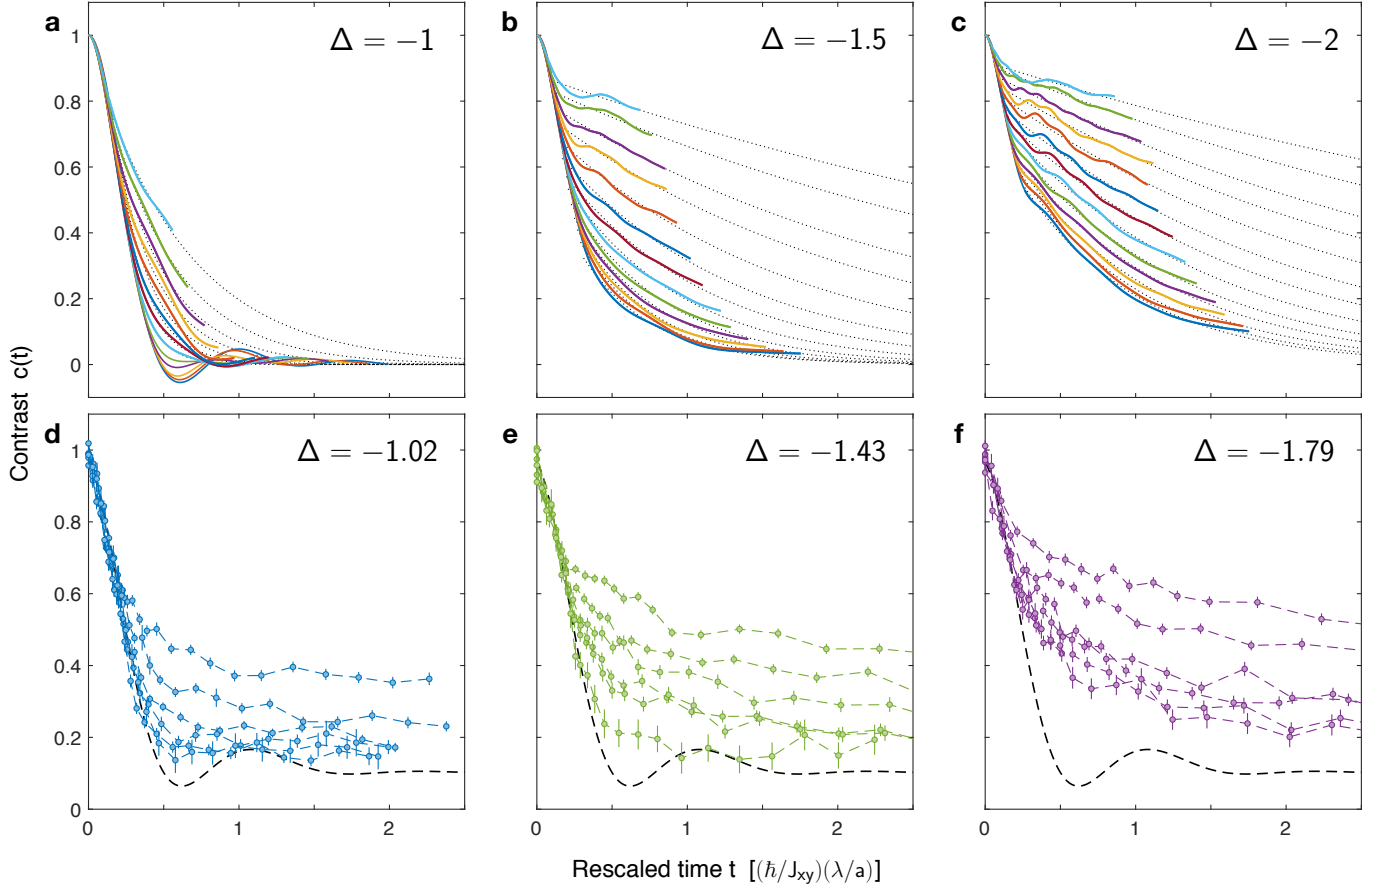 a
Δ = −1
b
Δ = −1.5
c
Δ = −2
1
0.8
0.6
0.4
0.2
0
Contrast c(t)
d
Δ = −1.02
e
Δ = −1.43
f
Δ = −1.79
1
0.8
0.6
0.4
0.2
0
0 1 2
0 1 2
0 1 2
Rescaled time t [(ħ/Jxy)(λ/a)]